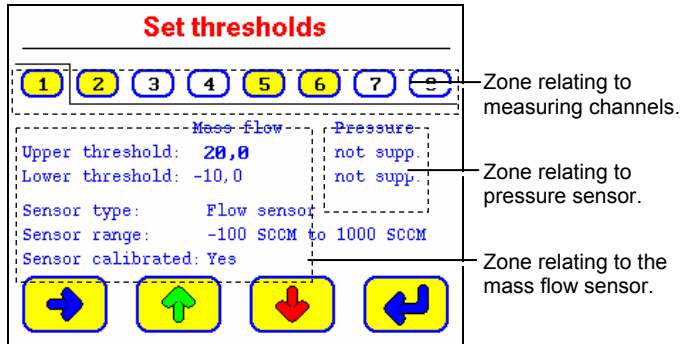 Set thresholds
1 2 3 4 5 6 7 8
Mass flow Pressure
Upper threshold: 20,0 not supp.
Lower threshold: -10,0 not supp.
Sensor type: Flow sensor
Sensor range: -100 SCCM to 1000 SCCM
Sensor calibrated: Yes
Zone relating to
measuring channels.
Zone relating to
pressure sensor.
Zone relating to the
mass flow sensor.